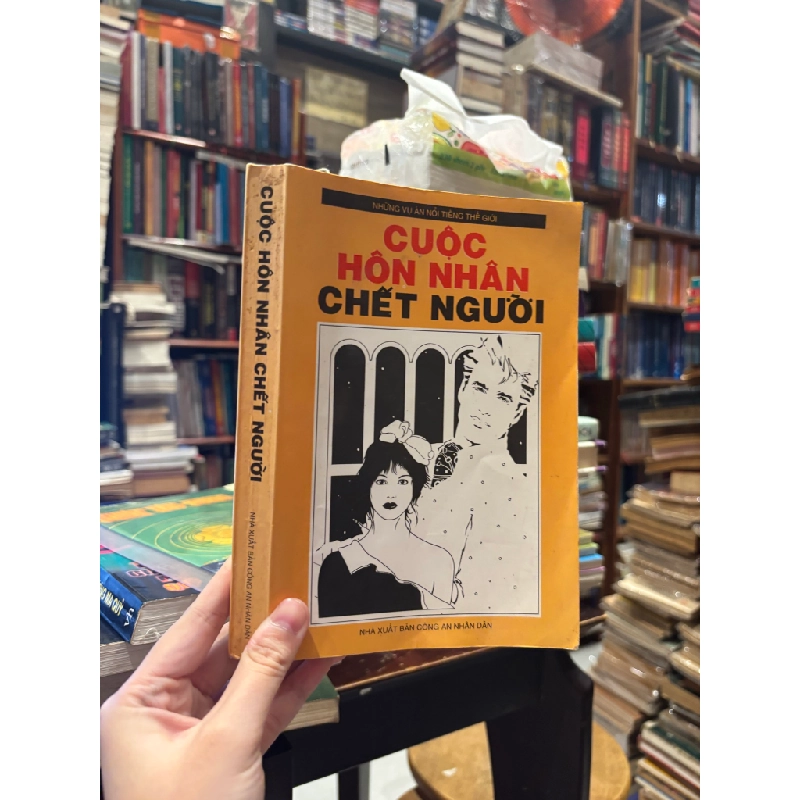 NHỮNG VỤ ÁN NỔI TIẾNG THẾ GIỚI
CUỘC
HÔN NHÂN
CHẾT NGƯỜI
NHÀ XUẤT BẢN CÔNG AN NHÂN DÂN
CUỘC HÔN NHÂN CHẾT NGƯỜI
NHÀ XUẤT BẢN CÔNG AN NHÂN DÂN